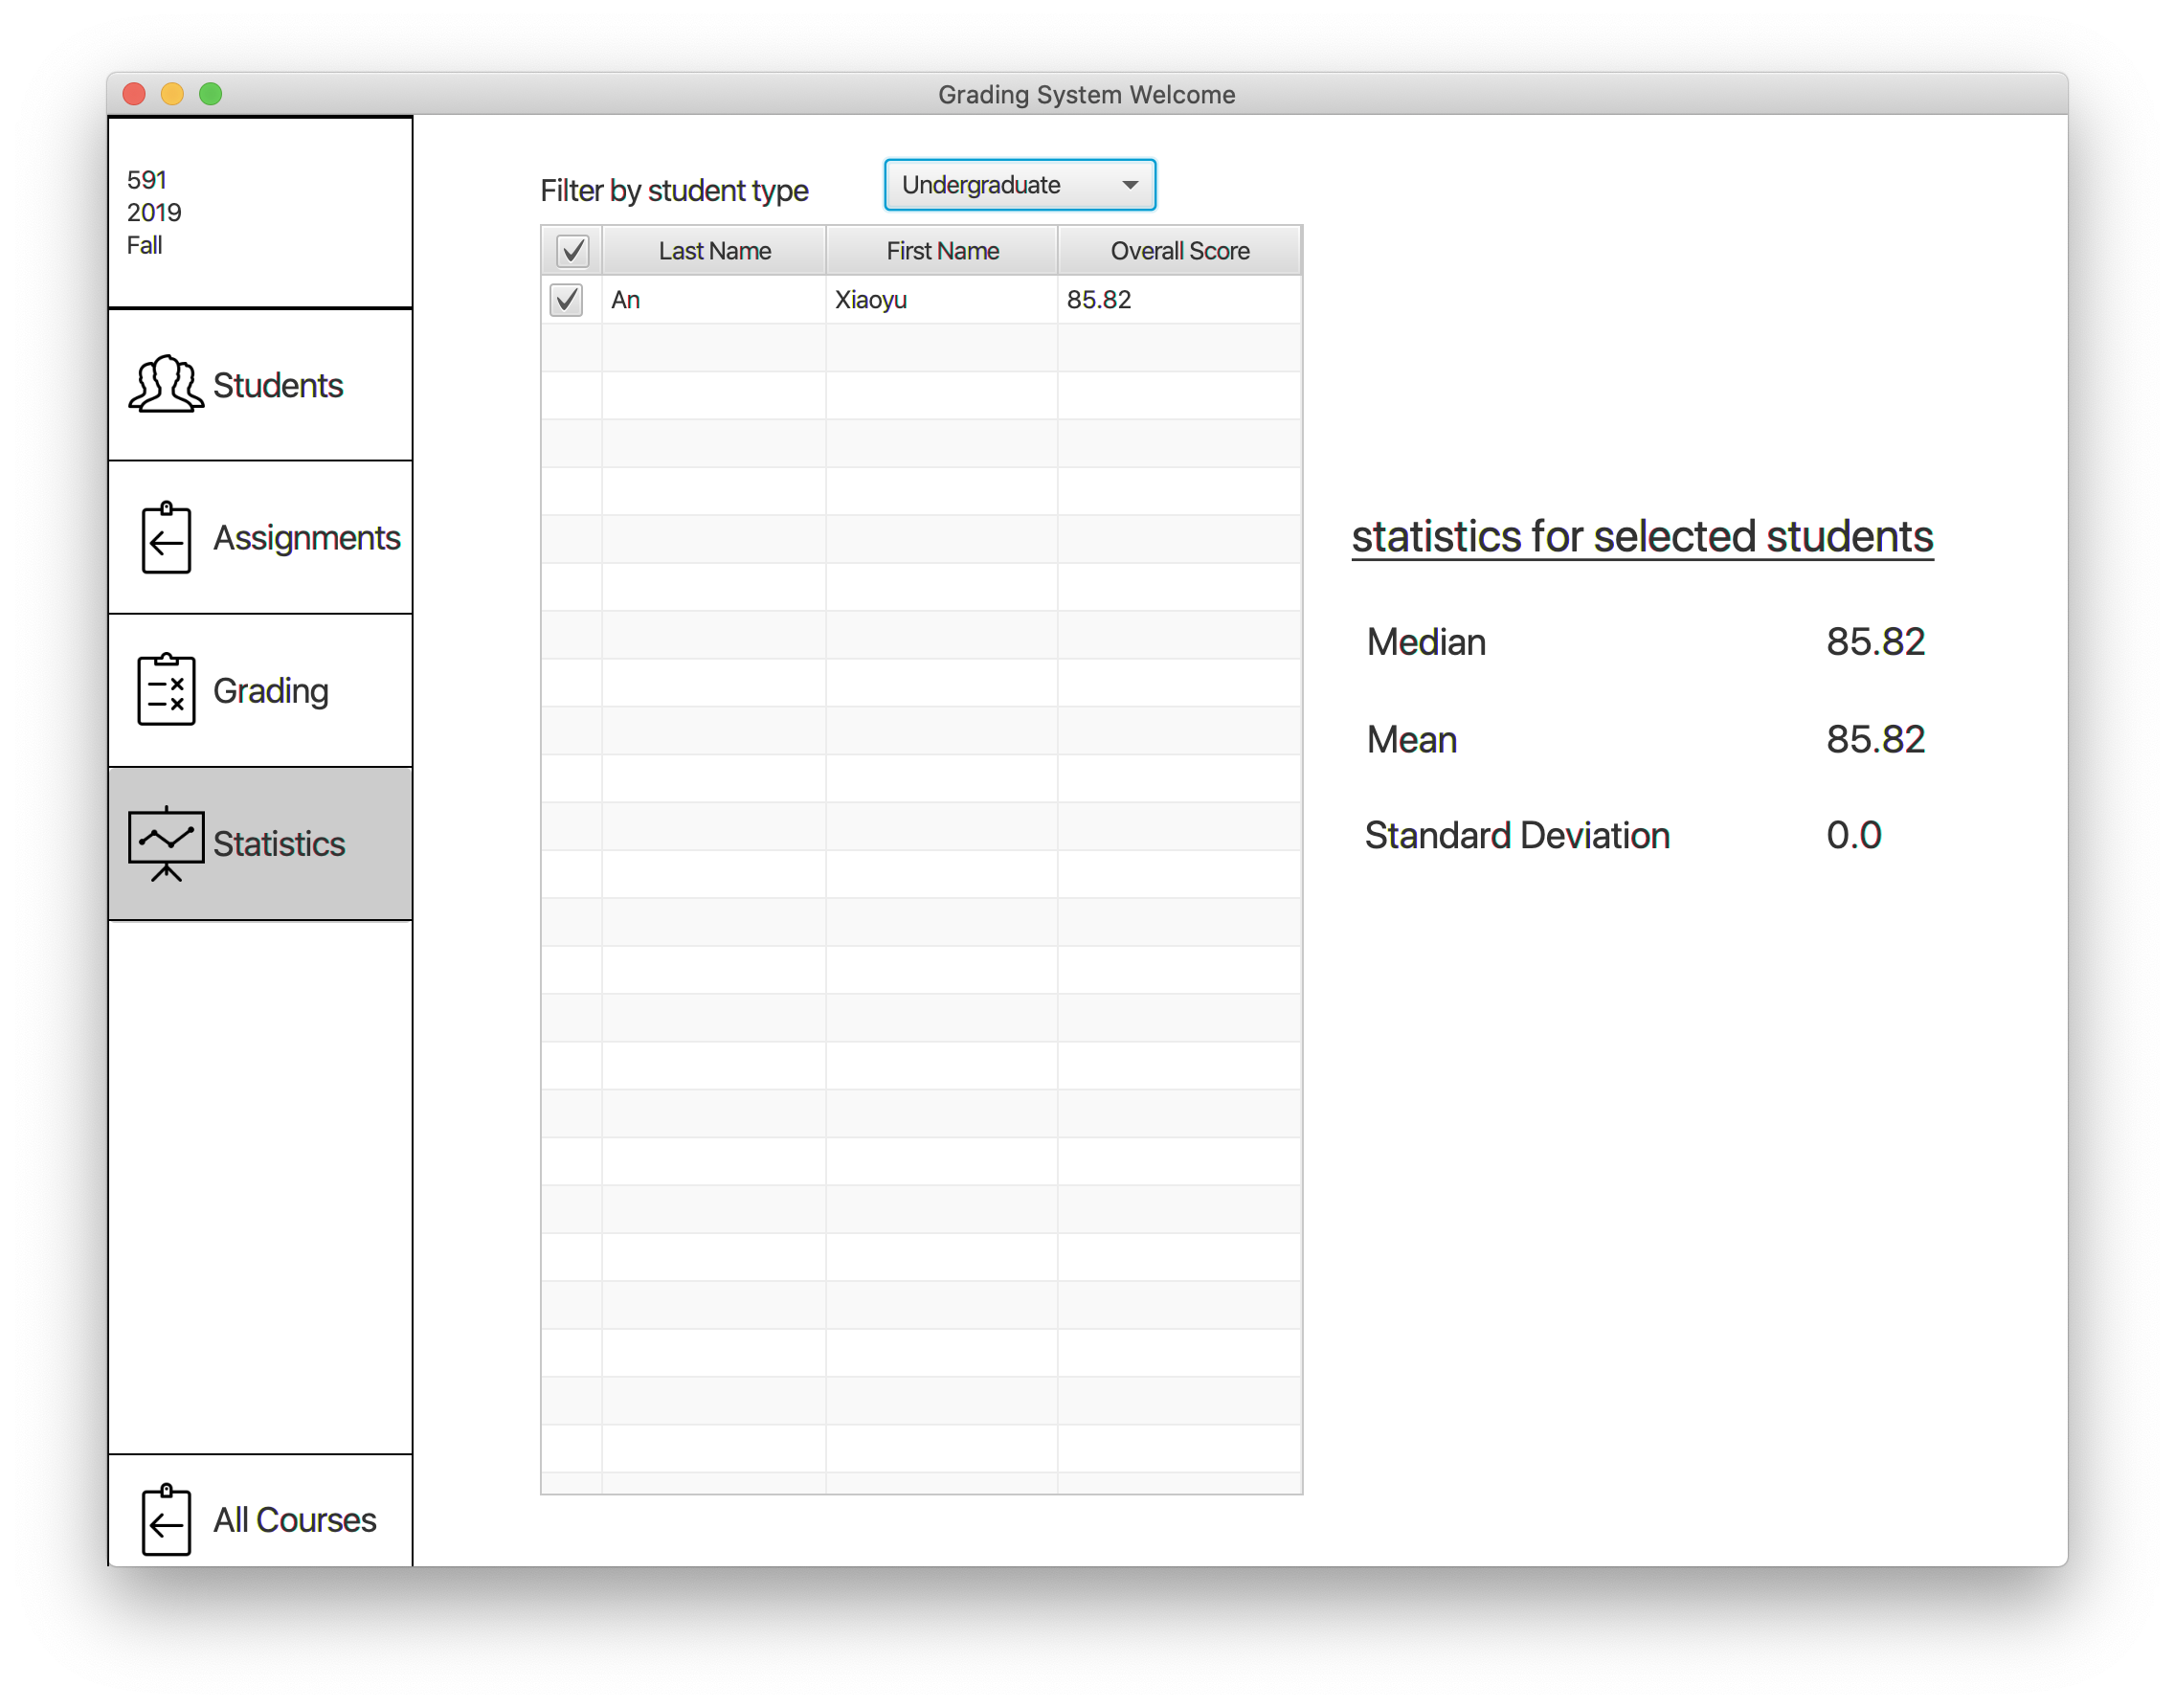 Grading System Welcome
591
2019
Fall
Students
Assignments
Grading
Statistics
All Courses
Filter by student type Undergraduate
Last Name First Name Overall Score
An Xiaoyu 85.82
statistics for selected students
Median 85.82
Mean 85.82
Standard Deviation 0.0